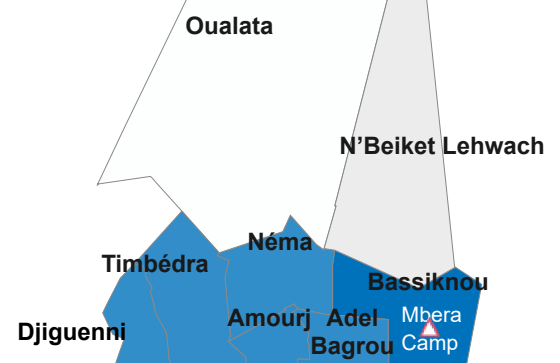 Oualata
N'Beiket Lehwach
Néma
Timbédra
Bassiknou
Mbera
Camp
Amourj
Adel
Bagrou
Djiguenni